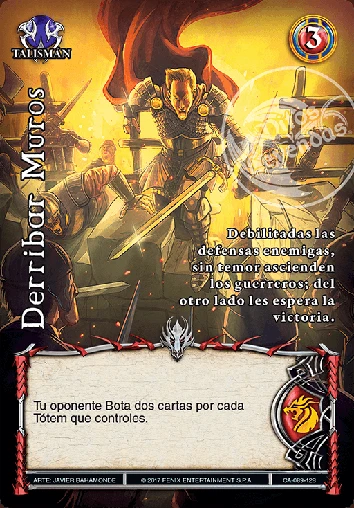 TALISMAN
3
Derribar Muros
Debilitadas las
defensas enemigas,
sin temor ascienden
los guerreros; del
otro lado les espera la
victoria.
Tu oponente Bota dos cartas por cada
Tótem que controles.
ARTE: JAVIER BAHAMONDE
© 2017 FENIX ENTERTAINMENT S.P.A.